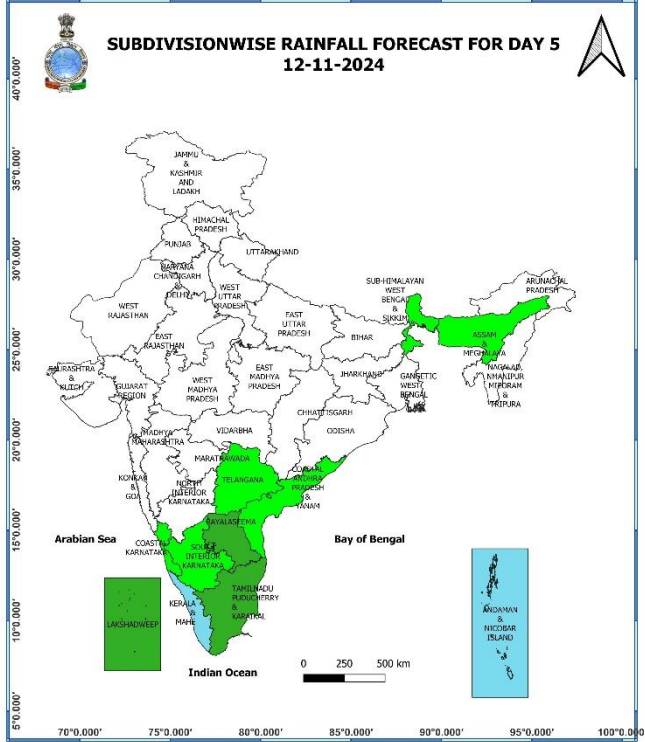 SUBDIVISIONWISE RAINFALL FORECAST FOR DAY 5
12-11-2024
40°0.000'
35°0.000'
30°0.000'
25°0.000'
20°0.000'
15°0.000'
10°0.000'
5°0.000'
JAMMU
&
KASHMIR
AND
LADAKH
HIMACHAL
PRADESH
PUNJAB
UTTARAKHAND
HARYANA
CHANDIGARH
&
DELHI
WEST
UTTAR
PRADESH
WEST
RAJASTHAN
EAST
RAJASTHAN
EAST
UTTAR
PRADESH
BIHAR
SUB-HIMALAYAN
WEST
BENGAL
&
SIKKIM
ARUNACHAL
PRADESH
ASSAM
&
MEGHALAYA
NAGALAD,
NMANIPUR
MIZORAM
&
TRIPURA
SAURASHTRA
&
KUTCH
GUJARAT
REGION
WEST
MADHYA
PRADESH
EAST
MADHYA
PRADESH
JHARKHAND
GANGETIC
WEST
BENGAL
CHHATTISGARH
ODISHA
MADHYA
MAHARASHTRA
VIDARBHA
MARATHAWADA
KONKAN
&
GOA
NORTH
INTERIOR
KARNATAKA
TELANGANA
COASTAL
ANDHRA
PRADESH
&
YANAM
RAYALASEEMA
COASTAL
KARNATAKA
SOUTH
INTERIOR
KARNATAKA
TAMILNADU
PUDUCHERRY
&
KARAIKAL
KERALA
&
MAHE
LAKSHADWEEP
ANDAMAN
&
NICOBAR
ISLAND
Arabian Sea
Bay of Bengal
Indian Ocean
0 250 500 km
70°0.000' 75°0.000' 80°0.000' 85°0.000' 90°0.000' 95°0.000' 100°0.000